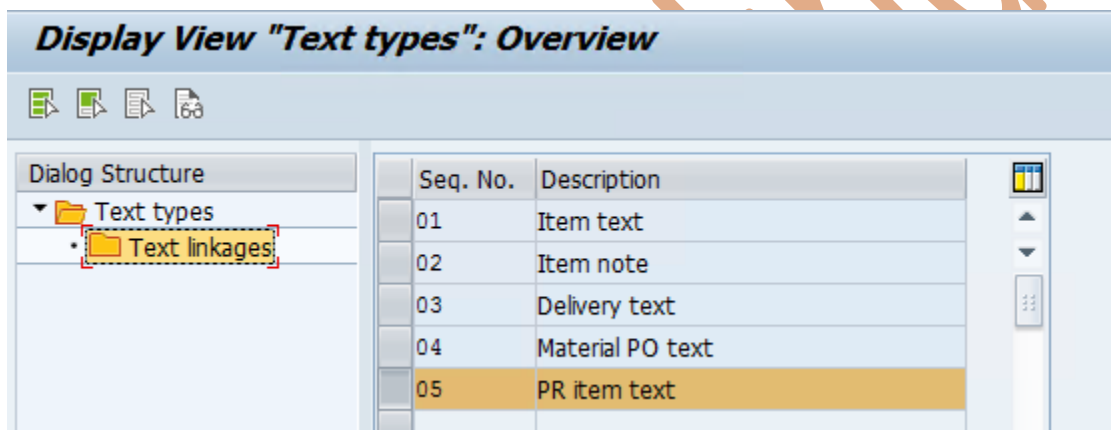 Display View "Text types": Overview
Dialog Structure
Text types
Text linkages
Seq. No. Description
01 Item text
02 Item note
03 Delivery text
04 Material PO text
05 PR item text